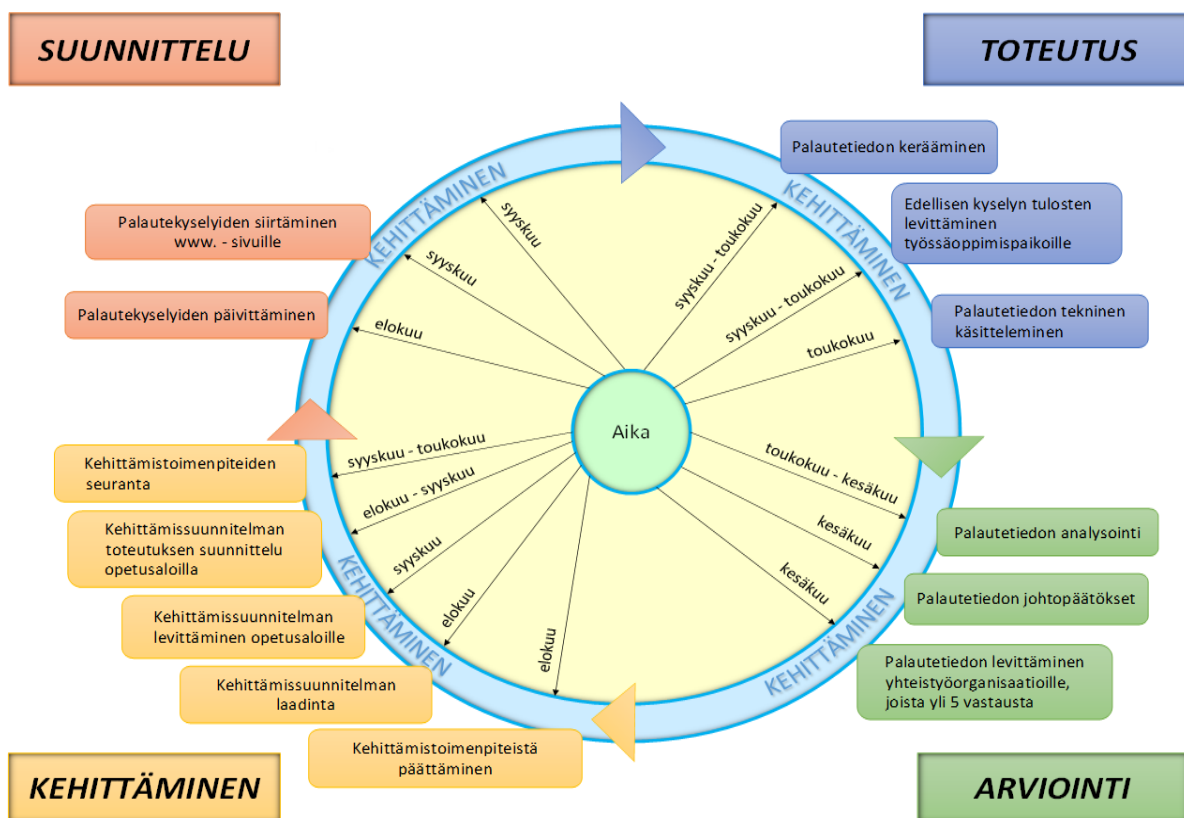 SUUNNITTELU
TOTEUTUS
Palautetiedon kerääminen
Edellisen kyselyn tulosten
levittäminen
työssäoppimispaikoille
Palautetiedon tekninen
käsitteleminen
Palautekyselyiden siirtäminen
www. - sivuille
Palautekyselyiden päivittäminen
KEHITTÄMINEN
KEHITTÄMINEN
syyskuu
syyskuu
elokuu
syyskuu - toukokuu
syyskuu - toukokuu
toukokuu
Aika
syyskuu - toukokuu
elokuu - syyskuu
syyskuu
elokuu
elokuu
toukokuu - kesäkuu
kesäkuu
kesäkuu
KEHITTÄMINEN
KEHITTÄMINEN
Kehittämistoimenpiteiden
seuranta
Kehittämissuunnitelman
toteutuksen suunnittelu
opetusaloilla
Kehittämissuunnitelman
levittäminen opetusaloille
Kehittämissuunnitelman
laadinta
Kehittämistoimenpiteistä
päättäminen
Palautetiedon analysointi
Palautetiedon johtopäätökset
Palautetiedon levittäminen
yhteistyöorganisaatioille,
joista yli 5 vastausta
KEHITTÄMINEN
ARVIOINTI